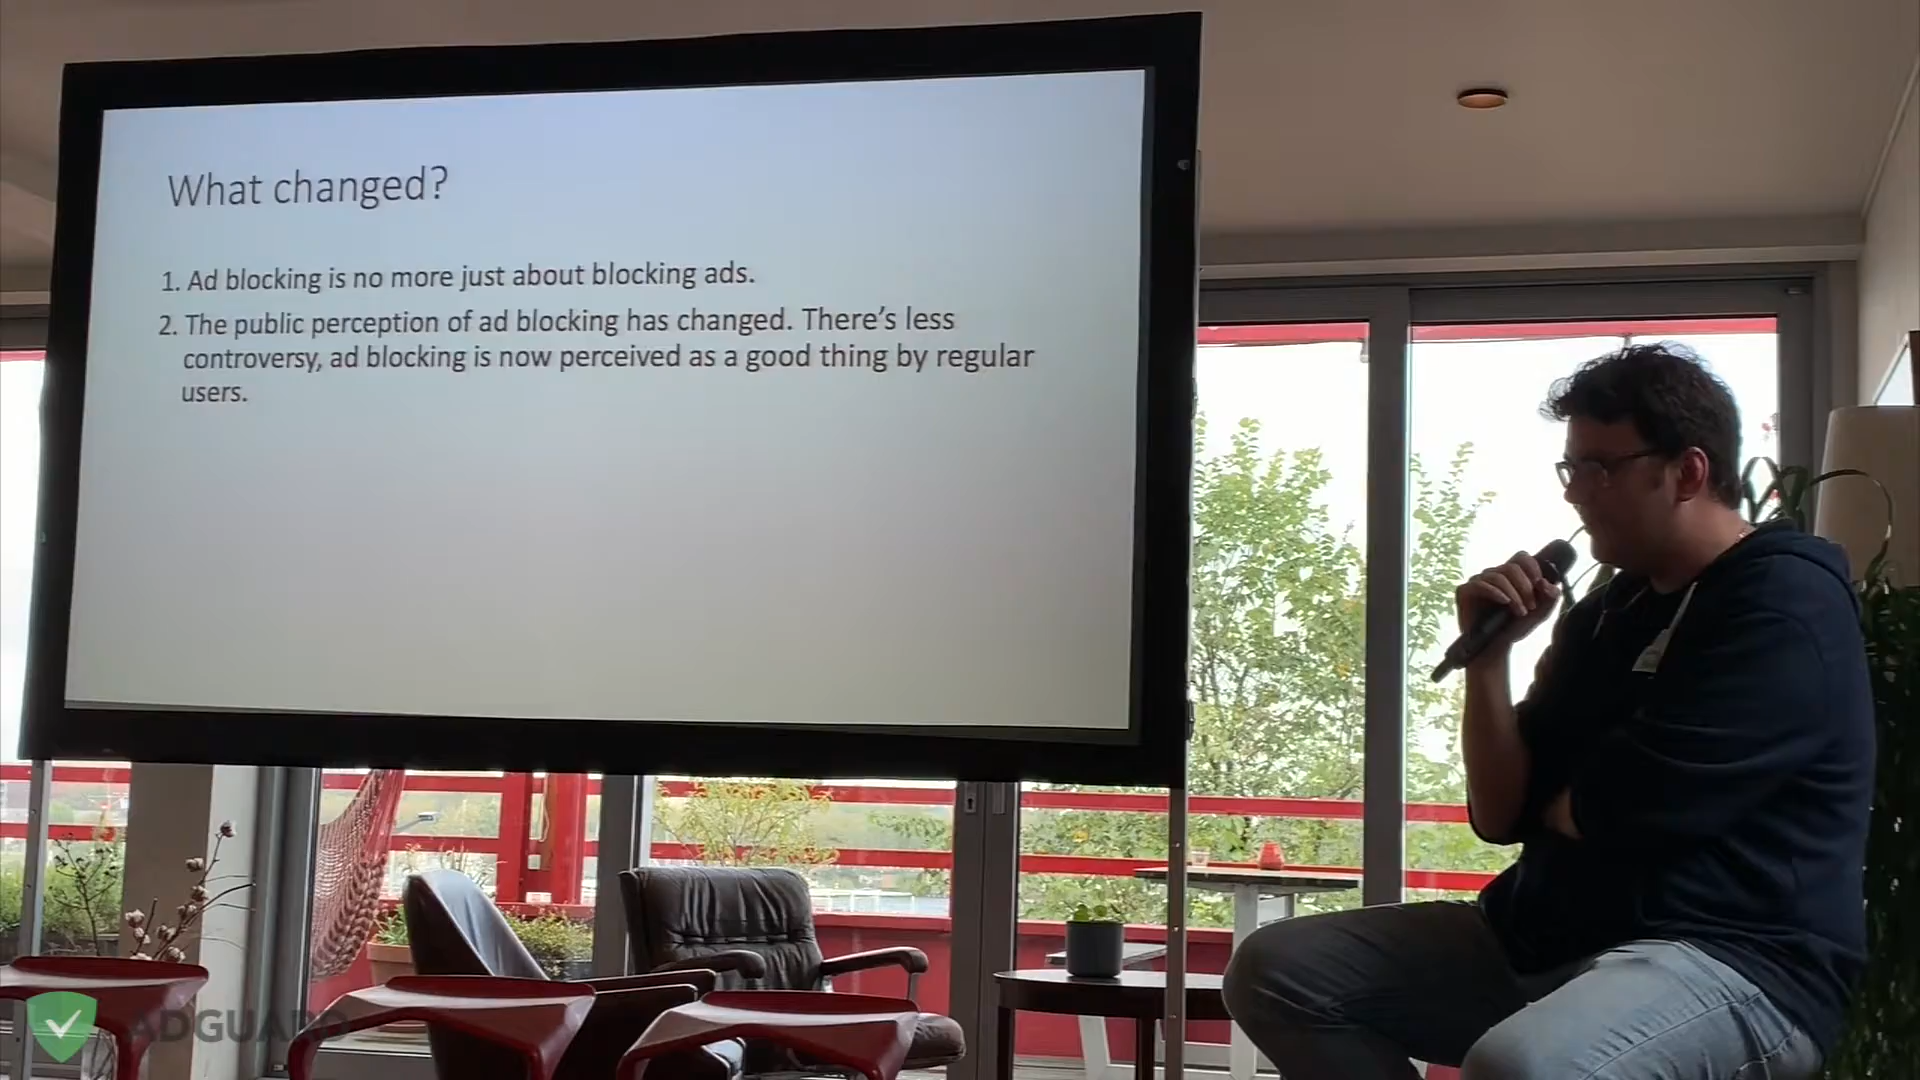 What changed?
1. Ad blocking is no more just about blocking ads.
2. The public perception of ad blocking has changed. There's less
controversy, ad blocking is now perceived as a good thing by regular
users.
ADGUARD